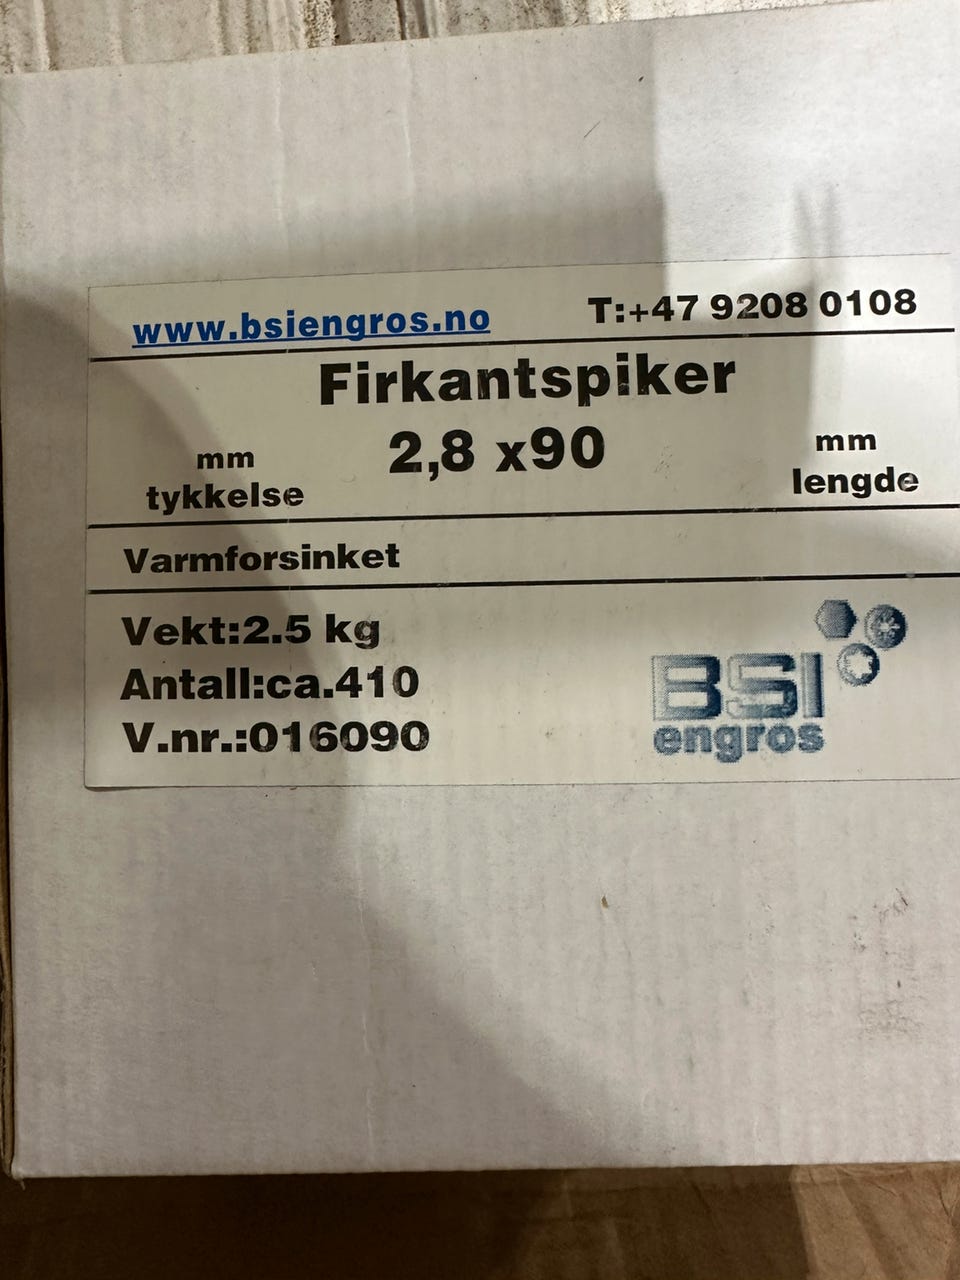 www.bsiengros.no T:+47 9208 0108
Firkantspiker
mm 2,8 x90 mm
tykkelse lengde
Varmforsinket
Vekt:2.5 kg
Antall:ca.410
V.nr.:016090
BSI
engros